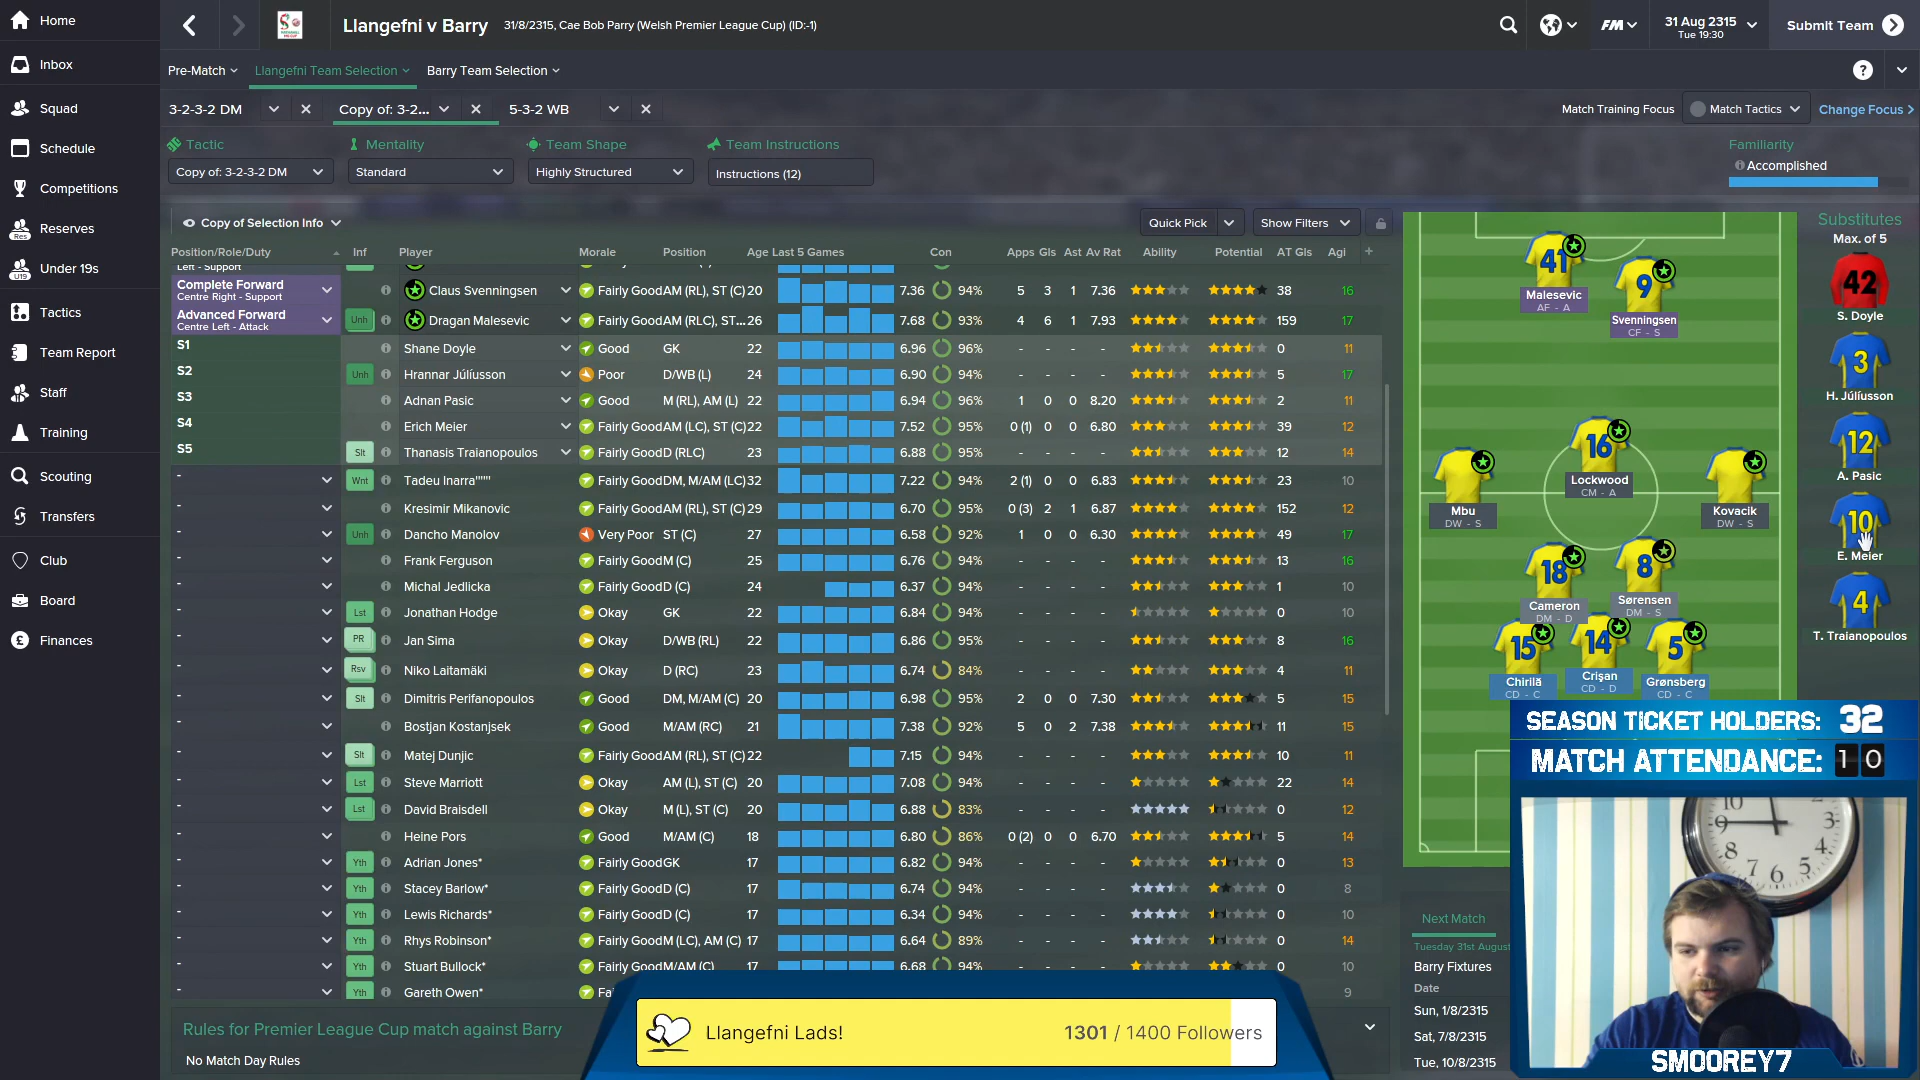 Home
Inbox
Squad
Schedule
Competitions
Reserves
Under 19s
Tactics
Team Report
Staff
Training
Scouting
Transfers
Club
Board
Finances
Llangefni v Barry
31/8/2315, Cae Bob Parry (Welsh Premier League Cup) (ID:-1)
FM
31 Aug 2315
Tue 19:30
Submit Team
Pre-Match
Llangefni Team Selection
Barry Team Selection
3-2-3-2 DM
Copy of: 3-2...
5-3-2 WB
Match Training Focus
Match Tactics
Change Focus >
Tactic
Mentality
Team Shape
Team Instructions
Copy of: 3-2-3-2 DM
Standard
Highly Structured
Instructions (12)
Familiarity
Accomplished
Copy of Selection Info
Quick Pick
Show Filters
Position/Role/Duty Inf Player Morale Position Age Last 5 Games Con Apps Gls Ast Av Rat Ability Potential AT Gls Agi +
Left - Support
Complete Forward
Centre Right - Support
Claus Svenningsen Fairly Good AM (RL), ST (C) 20 7.36 94% 5 3 1 7.36 38 16
Advanced Forward
Centre Left - Attack
Unh Dragan Malesevic Fairly Good AM (RLC), ST... 26 7.68 93% 4 6 1 7.93 159 17
S1 Shane Doyle Good GK 22 6.96 96% - - - - 0 11
S2 Unh Hrannar Júlíusson Poor D/WB (L) 24 6.90 94% - - - - 5 17
S3 Adnan Pasic Good M (RL), AM (L) 22 6.94 96% 1 0 0 8.20 2 11
S4 Erich Meier Fairly Good AM (LC), ST (C) 22 7.52 95% 0 (1) 0 0 6.80 39 12
S5 Slt Thanasis Traianopoulos Fairly Good D (RLC) 23 6.88 95% - - - - 12 14
- Wnt Tadeu Inarra""" Fairly Good DM, M/AM (LC) 32 7.22 94% 2 (1) 0 0 6.83 23 10
- Kresimir Mikanovic Fairly Good AM (RL), ST (C) 29 6.70 95% 0 (3) 2 1 6.87 152 12
- Unh Dancho Manolov Very Poor ST (C) 27 6.58 92% 1 0 0 6.30 49 17
- Frank Ferguson Fairly Good M (C) 25 6.76 94% - - - - 13 16
- Michal Jedlicka Fairly Good D (C) 24 6.37 94% - - - - 1 10
- Lst Jonathan Hodge Okay GK 22 6.84 94% - - - - 0 10
- PR Jan Sima Okay D/WB (RL) 22 6.86 95% - - - - 8 16
- Rsv Niko Laitamäki Okay D (RC) 23 6.74 84% - - - - 4 11
- Slt Dimitris Perifanopoulos Good DM, M/AM (C) 20 6.98 95% 2 0 0 7.30 5 15
- Bostjan Kostanjsek Good M/AM (RC) 21 7.38 92% 5 0 2 7.38 11 15
- Slt Matej Dunjic Fairly Good AM (RL), ST (C) 22 7.15 94% - - - - 10 11
- Lst Steve Marriott Okay AM (L), ST (C) 20 7.08 94% - - - - 22 14
- Lst David Braisdell Okay M (L), ST (C) 20 6.88 83% - - - - 0 12
- Heine Pors Good M/AM (C) 18 6.80 86% 0 (2) 0 0 6.70 5 14
- Yth Adrian Jones* Fairly Good GK 17 6.82 94% - - - - 0 13
- Yth Stacey Barlow* Fairly Good D (C) 17 6.74 94% - - - - 0 8
- Yth Lewis Richards* Fairly Good D (C) 17 6.34 94% - - - - 0 10
- Yth Rhys Robinson* Fairly Good M (LC), AM (C) 17 6.64 89% - - - - 0 14
- Yth Stuart Bullock* Fairly Good M/AM (C) 17 6.68 94% - - - - 0 10
- Yth Gareth Owen* 9
Rules for Premier League Cup match against Barry
No Match Day Rules
41
Malesevic
AF - A
9
Svenningsen
CF - S
16
Lockwood
CM - A
Mbu
DW - S
Kovacik
DW - S
18
Cameron
DM - D
8
Sørensen
DM - S
15
Chirilă
CD - C
14
Crişan
CD - D
5
Grønsberg
CD - C
Substitutes
Max. of 5
42
S. Doyle
3
H. Júlíusson
12
A. Pasic
10
E. Meier
4
T. Traianopoulos
SEASON TICKET HOLDERS: 32
MATCH ATTENDANCE: 10
Next Match
Tuesday 31st August
Barry Fixtures
Date
Sun, 1/8/2315
Sat, 7/8/2315
Tue, 10/8/2315
10 11 12 3 4 5 6 7 8 9
Llangefni Lads!
1301 / 1400 Followers
SMOOREY7